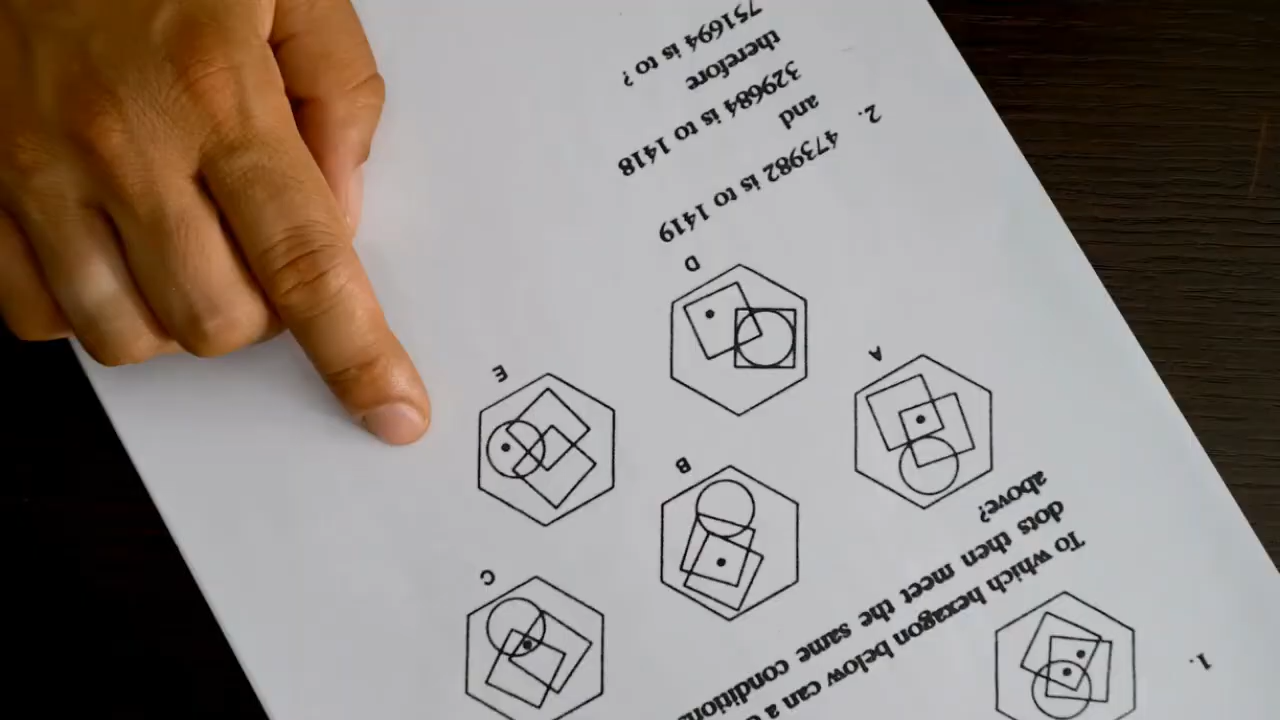 1.
To which hexagon below can a
dots then meet the same conditions
above?
A
B
C
D
E
2. 473982 is to 1419
and
329684 is to 1418
therefore
751694 is to ?